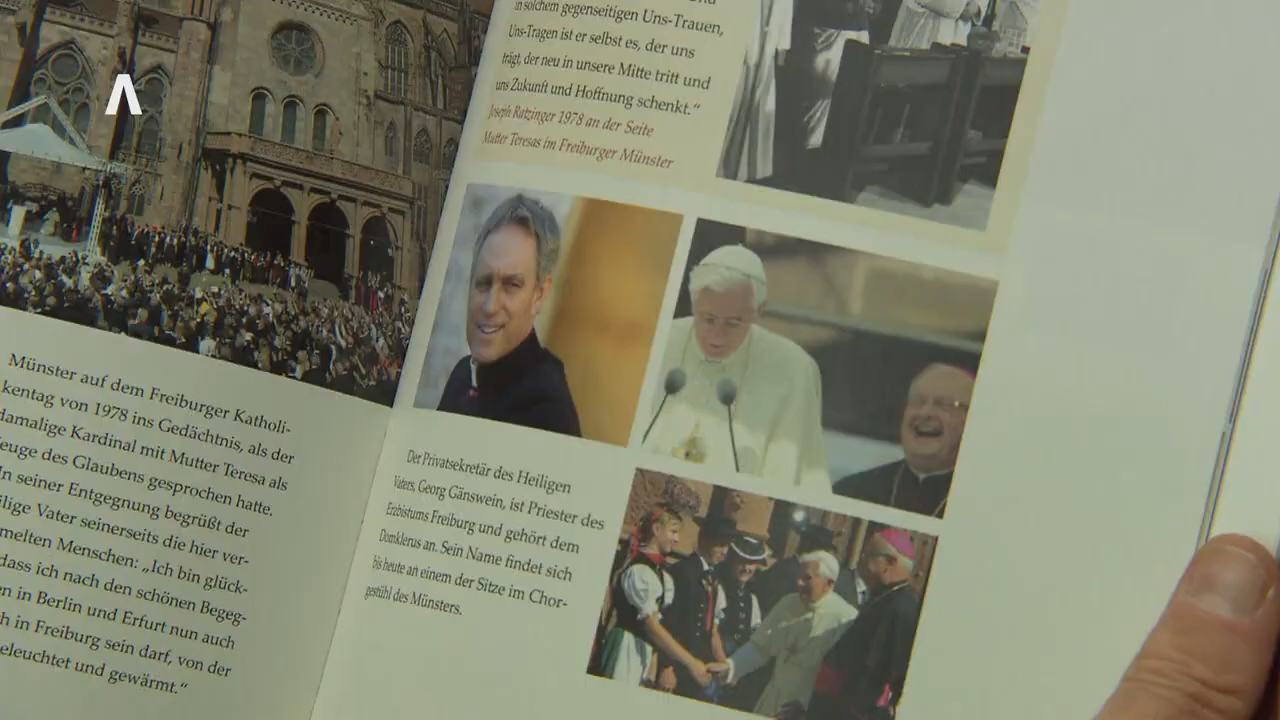 Münster auf dem Freiburger Katholi-
kentag von 1978 ins Gedächtnis, als der
damalige Kardinal mit Mutter Teresa als
Zeuge des Glaubens gesprochen hatte.
In seiner Entgegnung begrüßt der
ilige Vater seinerseits die hier ver-
melten Menschen: „Ich bin glück-
dass ich nach den schönen Begeg-
en in Berlin und Erfurt nun auch
h in Freiburg sein darf, von der
eleuchtet und gewärmt.“
in solchem gegenseitigen Uns-Trauen,
Uns-Tragen ist er selbst es, der uns
trägt, der neu in unsere Mitte tritt und
uns Zukunft und Hoffnung schenkt.“
Joseph Ratzinger 1978 an der Seite
Mutter Teresas im Freiburger Münster
Der Privatsekretär des Heiligen
Vaters, Georg Gänswein, ist Priester des
Erzbistums Freiburg und gehört dem
Domklerus an. Sein Name findet sich
bis heute an einem der Sitze im Chor-
gestühl des Münsters.